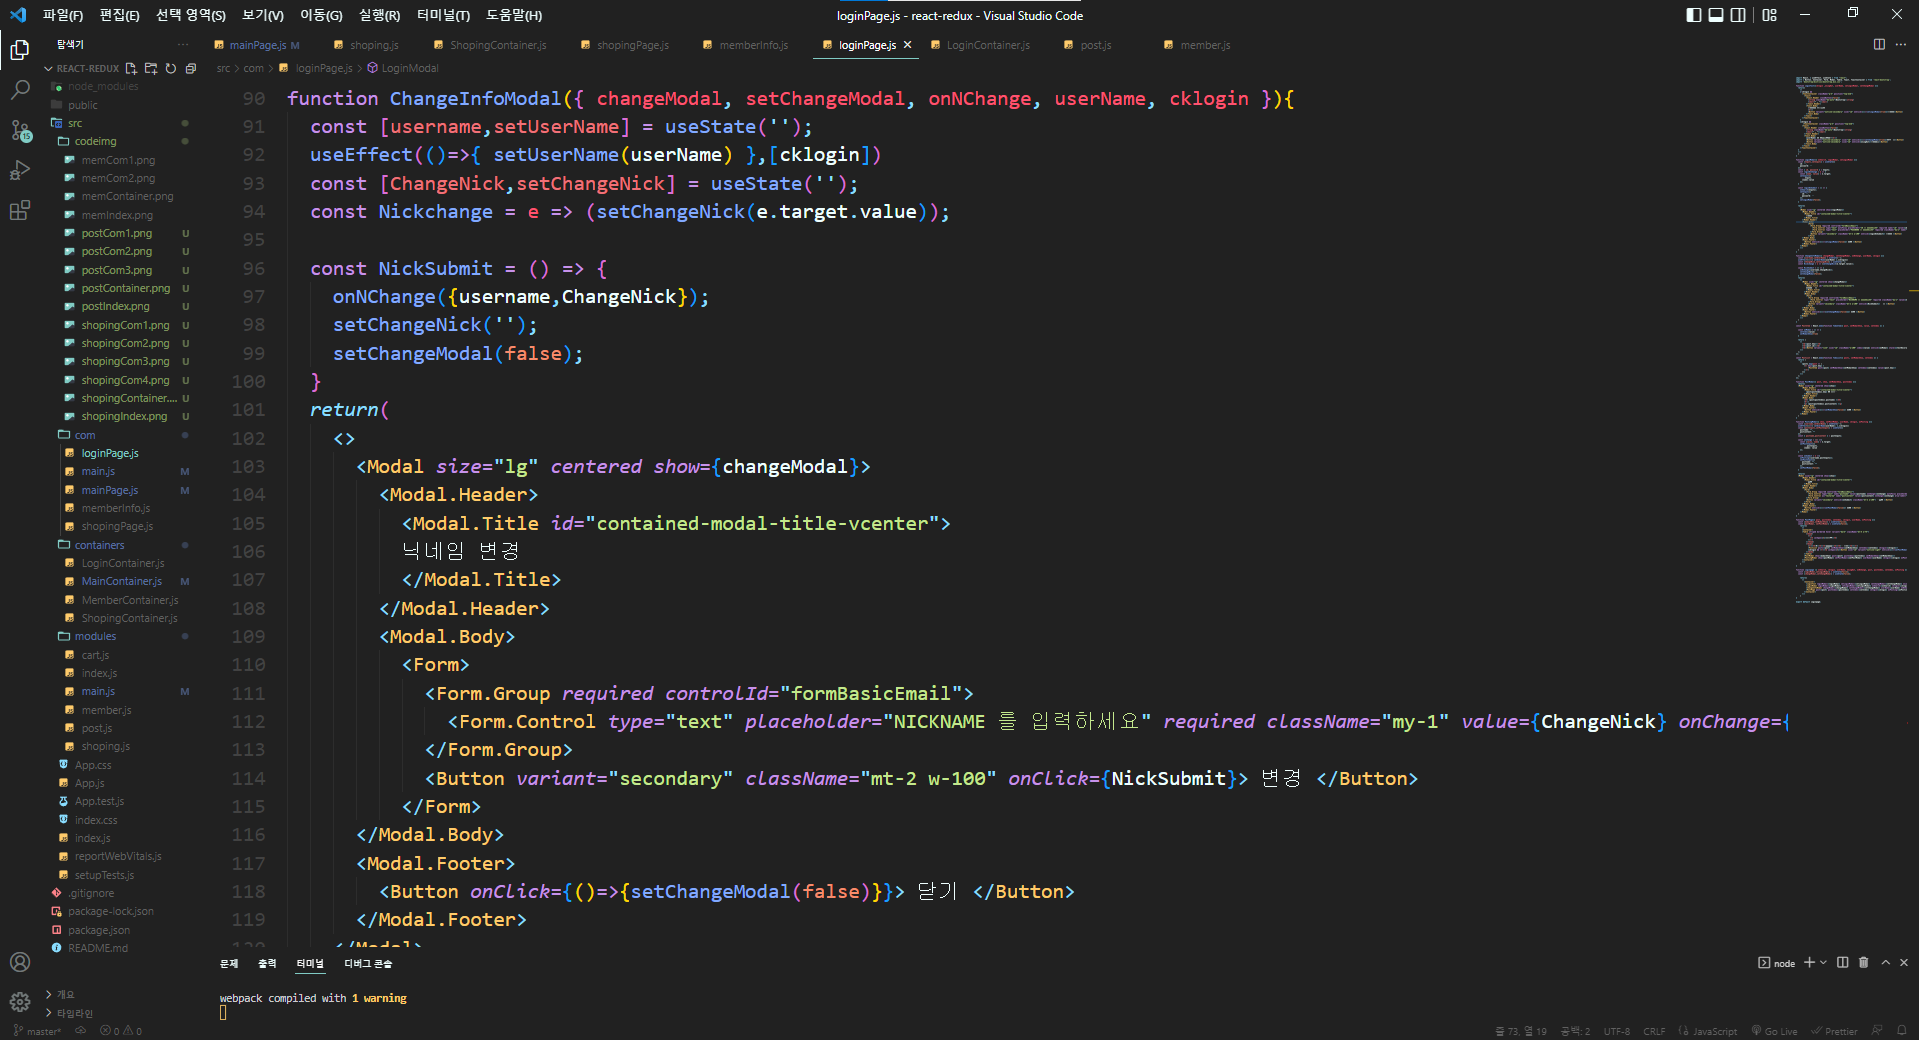 파일(F) 편집(E) 선택 영역(S) 보기(V) 이동(G) 실행(R) 터미널(T) 도움말(H)
loginPage.js - react-redux - Visual Studio Code
탐색기
mainPage.js M
shoping.js
ShopingContainer.js
shopingPage.js
memberInfo.js
loginPage.js
LoginContainer.js
post.js
member.js
REACT-REDUX
src > com > loginPage.js > LoginModal
node_modules
public
src
codeimg
memCom1.png
memCom2.png
memContainer.png
memIndex.png
postCom1.png U
postCom2.png U
postCom3.png U
postContainer.png U
postIndex.png U
shopingCom1.png U
shopingCom2.png U
shopingCom3.png U
shopingCom4.png U
shopingContainer.... U
shopingIndex.png U
com
loginPage.js
main.js M
mainPage.js M
memberInfo.js
shopingPage.js
containers
LoginContainer.js
MainContainer.js M
MemberContainer.js
ShopingContainer.js
modules
cart.js
index.js
main.js M
member.js
post.js
shoping.js
App.css
App.js
App.test.js
index.css
index.js
reportWebVitals.js
setupTests.js
.gitignore
package-lock.json
package.json
README.md
개요
타임라인
90 function ChangeInfoModal({ changeModal, setChangeModal, onNChange, userName, cklogin }){
91 const [username,setUserName] = useState('');
92 useEffect(()=>{ setUserName(userName) },[cklogin])
93 const [ChangeNick,setChangeNick] = useState('');
94 const Nickchange = e => (setChangeNick(e.target.value));
95
96 const NickSubmit = () => {
97 onNChange({username,ChangeNick});
98 setChangeNick('');
99 setChangeModal(false);
100 }
101 return(
102 <>
103 <Modal size="lg" centered show={changeModal}>
104 <Modal.Header>
105 <Modal.Title id="contained-modal-title-vcenter">
106 닉네임 변경
107 </Modal.Title>
108 </Modal.Header>
109 <Modal.Body>
110 <Form>
111 <Form.Group required controlId="formBasicEmail">
112 <Form.Control type="text" placeholder="NICKNAME 를 입력하세요" required className="my-1" value={ChangeNick} onChange={
113 </Form.Group>
114 <Button variant="secondary" className="mt-2 w-100" onClick={NickSubmit}> 변경 </Button>
115 </Form>
116 </Modal.Body>
117 <Modal.Footer>
118 <Button onClick={()=>{setChangeModal(false)}}> 닫기 </Button>
119 </Modal.Footer>
120 </Modal>
문제 출력 터미널 디버그 콘솔
node
webpack compiled with 1 warning
15
master* 0 0
줄 73, 열 19 공백: 2 UTF-8 CRLF JavaScript Go Live Prettier